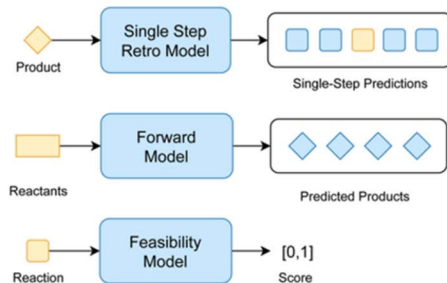 Single Step
Retro Model
Product
Single-Step Predictions
Forward
Model
Reactants
Predicted Products
Feasibility
Model
[0,1]
Reaction
Score